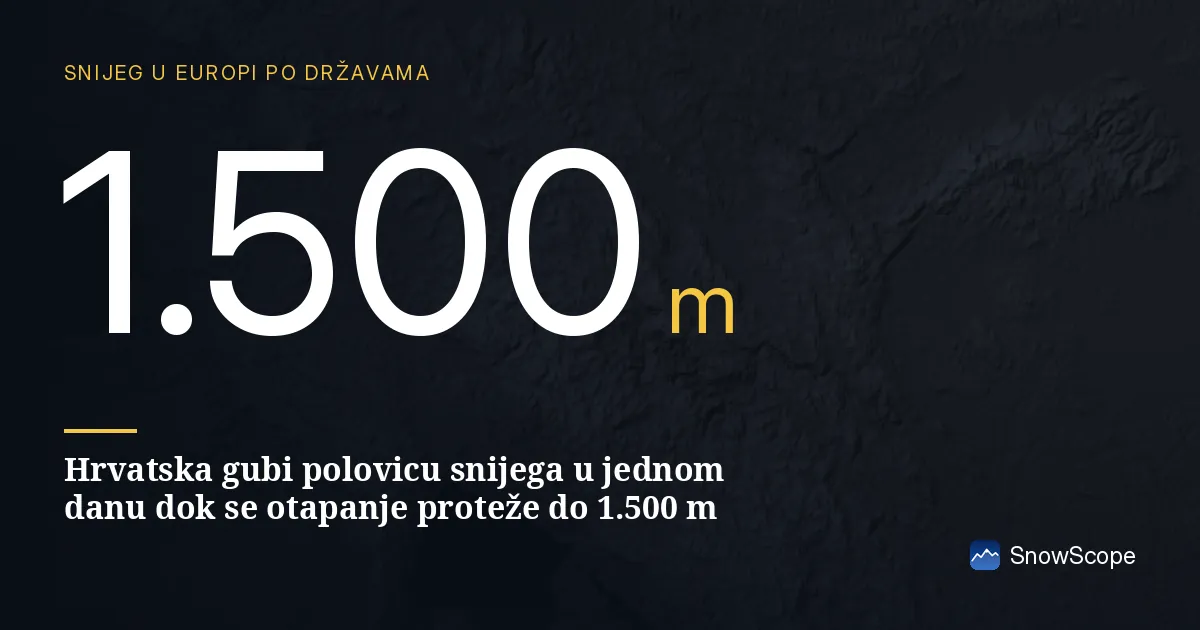 SNIJEG U EUROPI PO DRŽAVAMA
1.500 m
Hrvatska gubi polovicu snijega u jednom
danu dok se otapanje proteže do 1.500 m
SnowScope